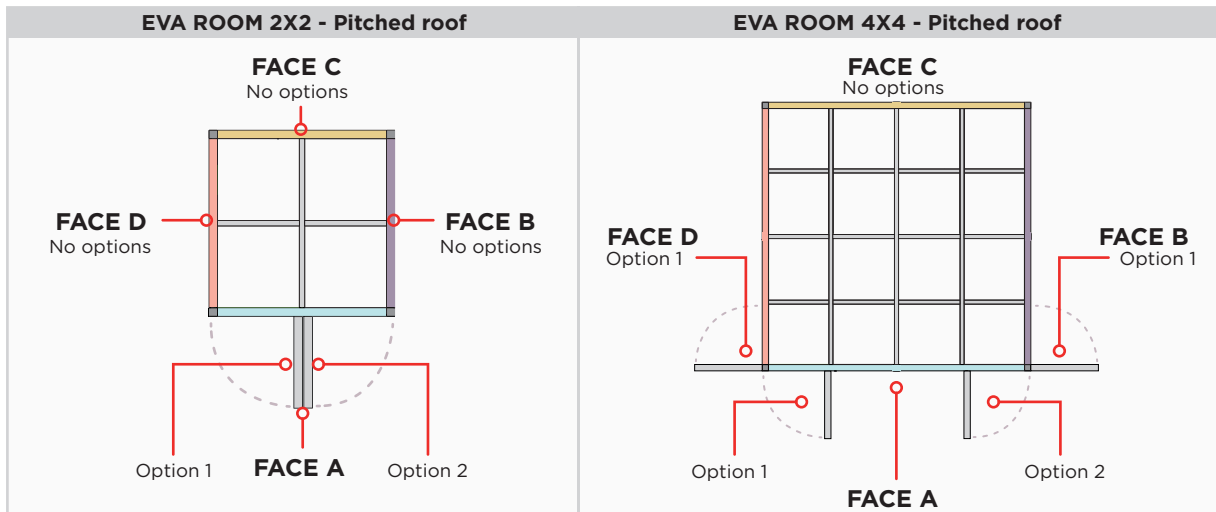 EVA ROOM 2X2 - Pitched roof
FACE C
No options
FACE D
No options
FACE B
No options
Option 1
FACE A
Option 2
EVA ROOM 4X4 - Pitched roof
FACE C
No options
FACE D
Option 1
FACE B
Option 1
Option 1
Option 2
FACE A